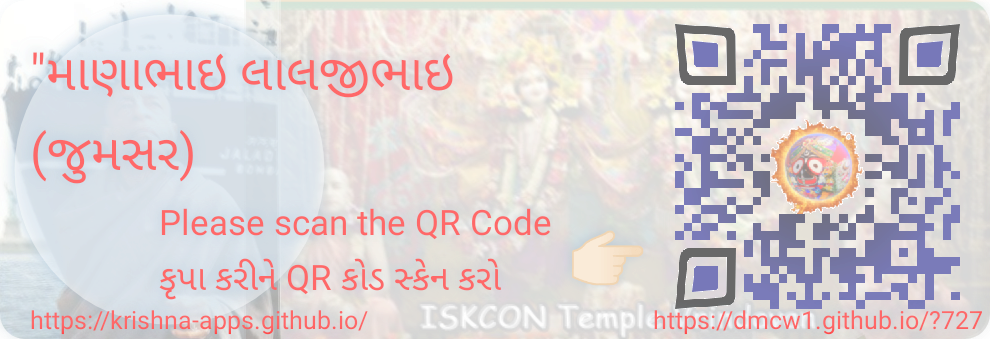 "માણાભાઇ લાલજીભાઇ
(જુમસર)
Please scan the QR Code
કૃપા કરીને QR કોડ સ્કેન કરો
https://krishna-apps.github.io/
ISKCON Temple
https://dmcw1.github.io/?727